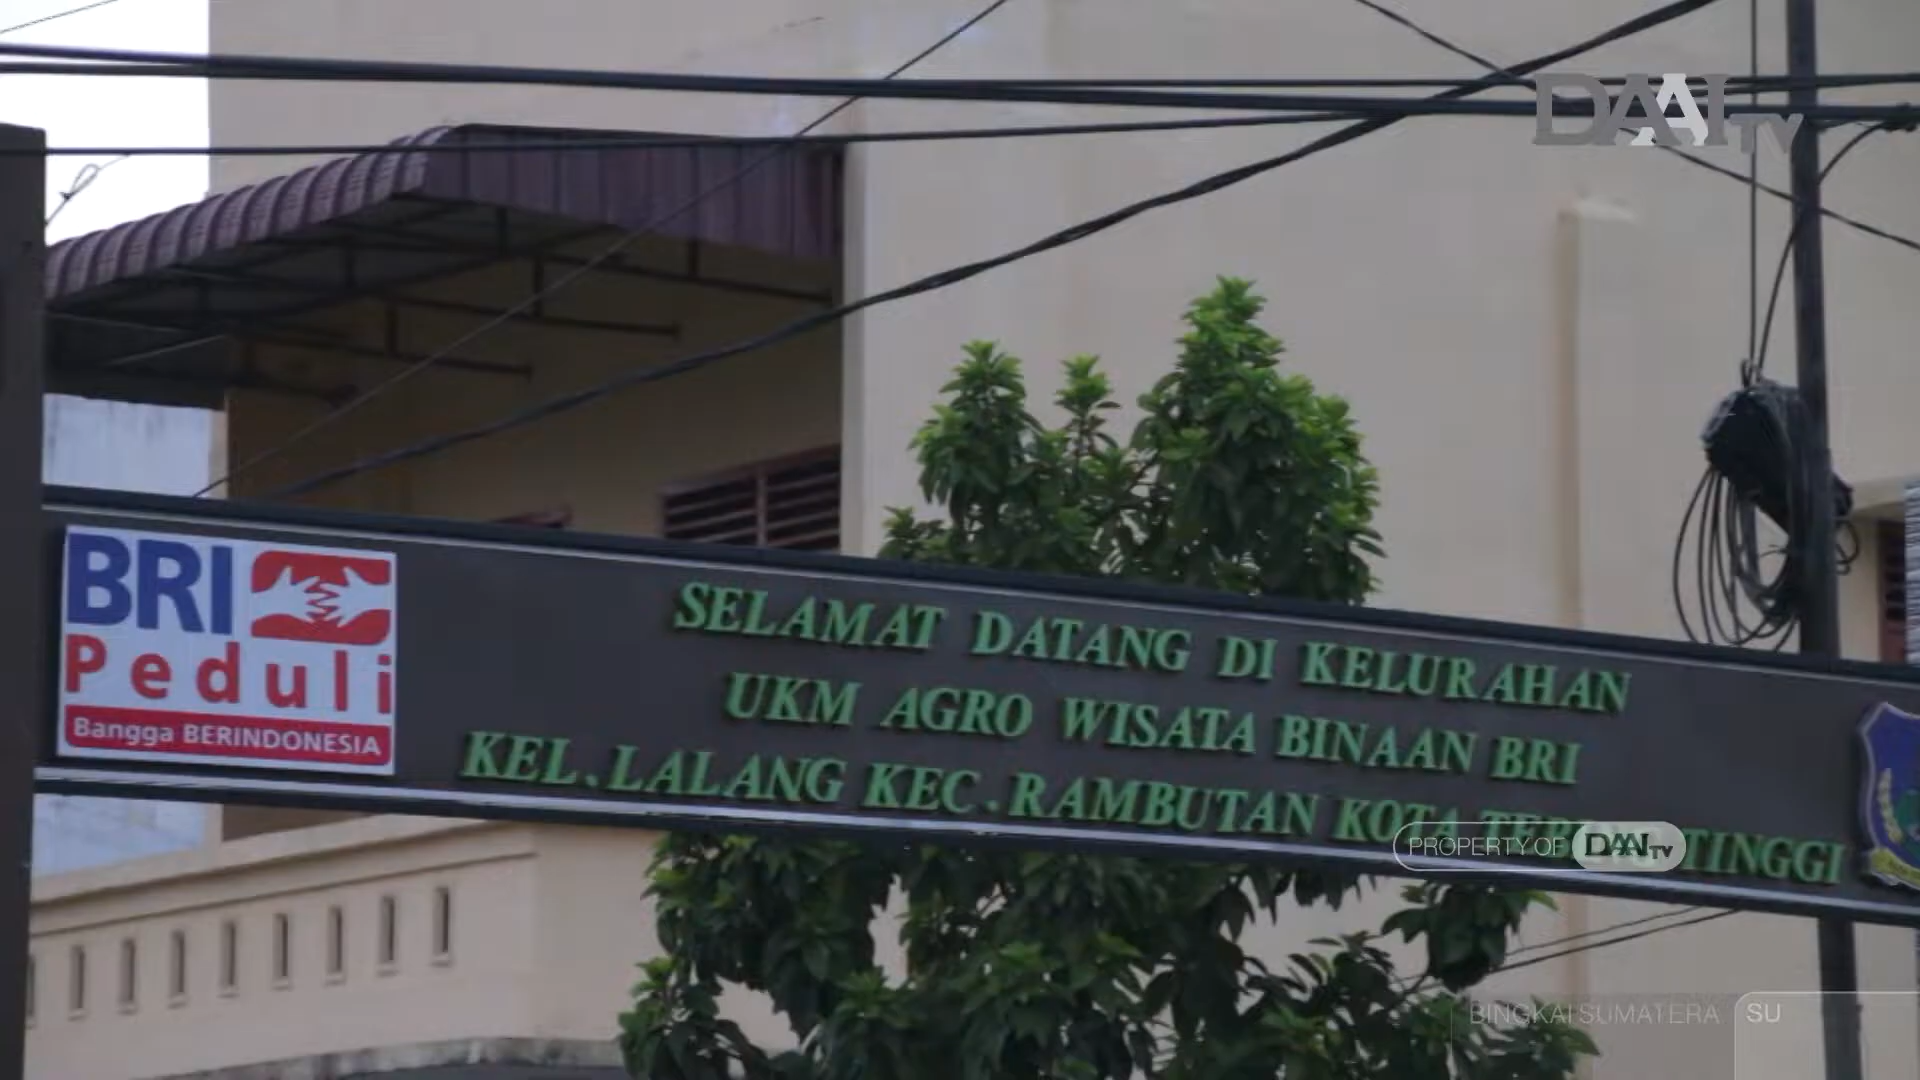 DAAI TV
BRI
Peduli
Bangga BERINDONESIA
SELAMAT DATANG DI KELURAHAN
UKM AGRO WISATA BINAAN BRI
KEL. LALANG KEC. RAMBUTAN KOTA TINGGI
PROPERTY OF DAAI TV
BINGKAI SUMATERA SU